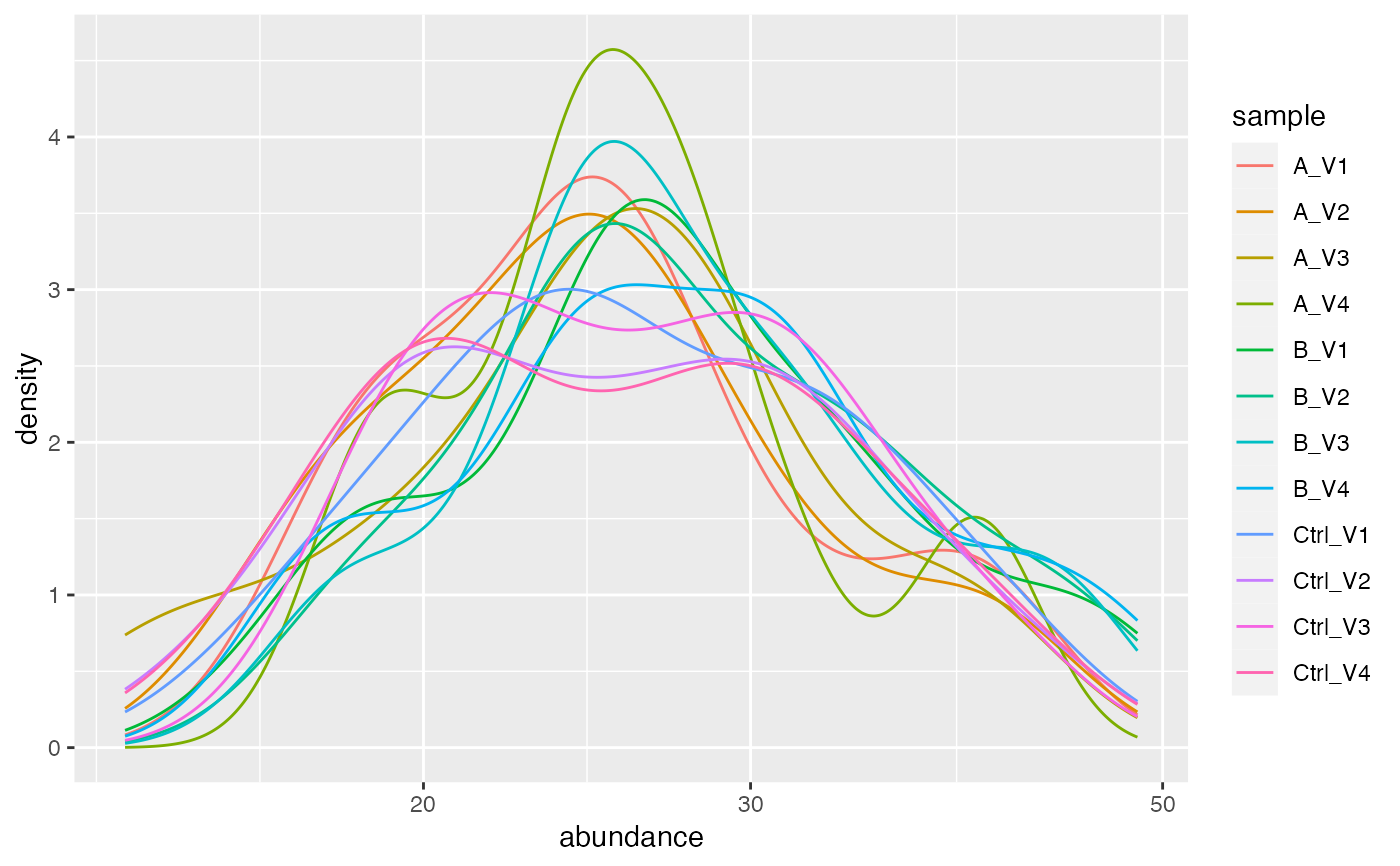 density
4
3
2
1
0
20
30
50
abundance
sample
A_V1
A_V2
A_V3
A_V4
B_V1
B_V2
B_V3
B_V4
Ctrl_V1
Ctrl_V2
Ctrl_V3
Ctrl_V4